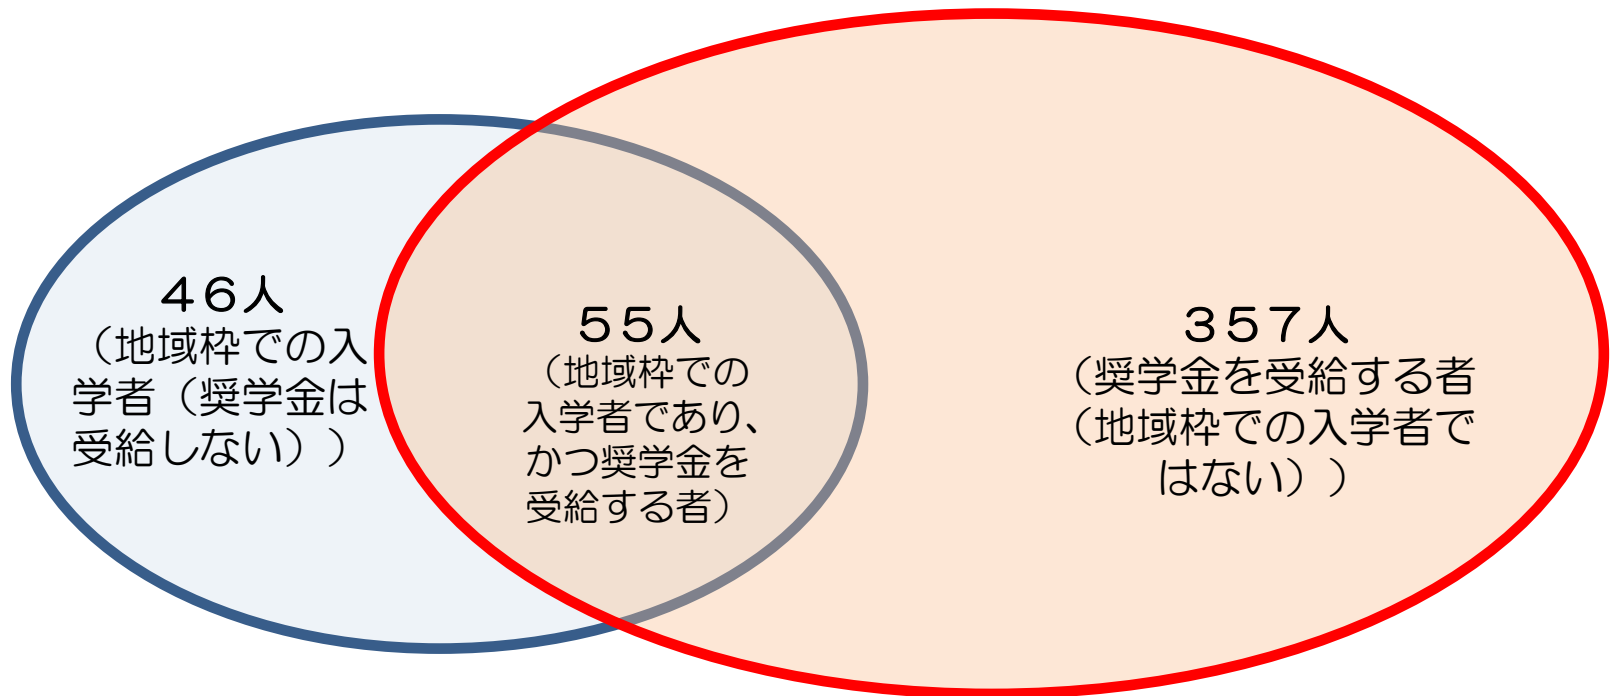 ４６人
（地域枠での入
学者（奨学金は
受給しない））
５５人
（地域枠での
入学者であり、
かつ奨学金を
受給する者）
３５７人
（奨学金を受給する者
（地域枠での入学者で
はない））